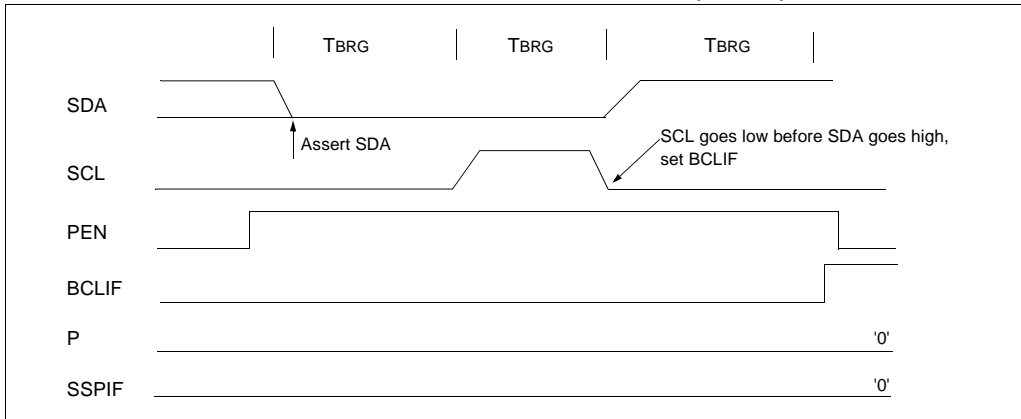 TBRG TBRG TBRG
SDA
Assert SDA
SCL goes low before SDA goes high,
set BCLIF
SCL
PEN
BCLIF
P '0'
SSPIF '0'